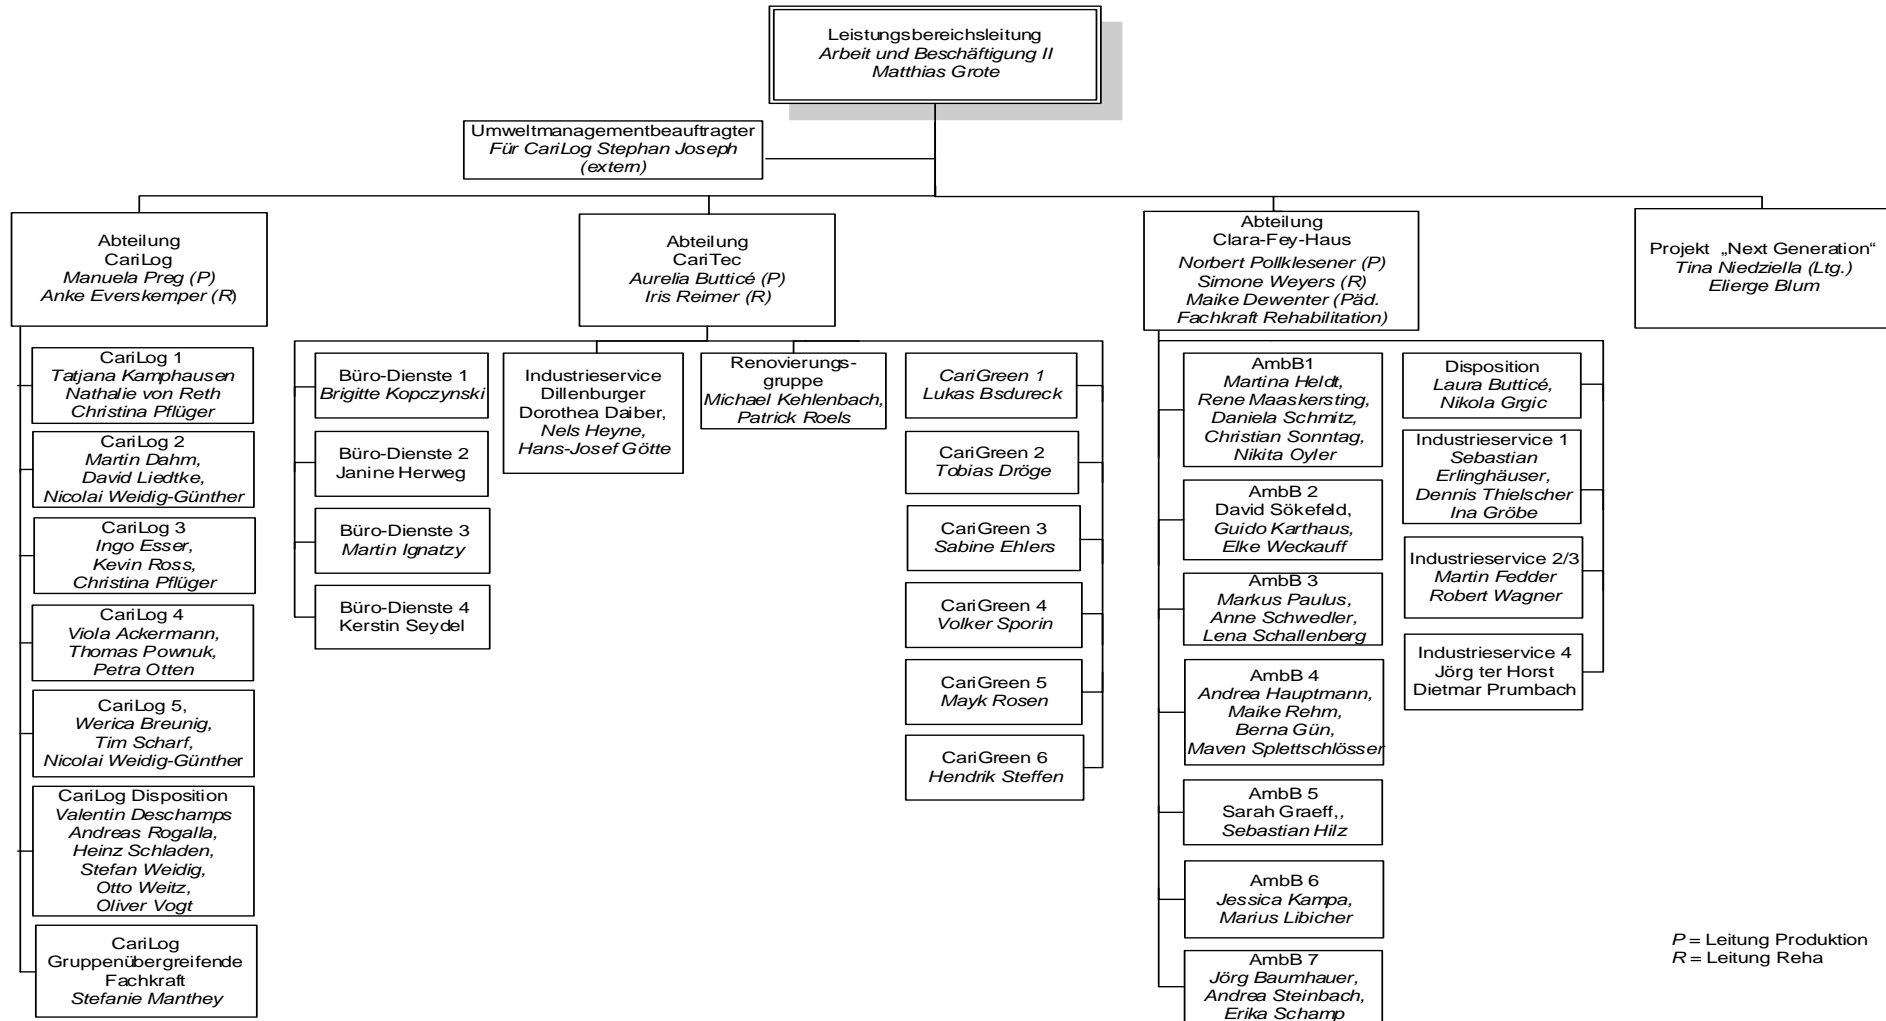 Leistungsbereichsleitung
Arbeit und Beschäftigung II
Matthias Grote
Umweltmanagementbeauftragter
Für CariLog Stephan Joseph
(extern)
Abteilung
CariLog
Manuela Preg (P)
Anke Everskemper (R)
Abteilung
CariTec
Aurelia Butticé (P)
Iris Reimer (R)
Abteilung
Clara-Fey-Haus
Norbert Pollklesener (P)
Simone Weyers (R)
Maike Dewenter (Päd.
Fachkraft Rehabilitation)
Projekt „Next Generation“
Tina Niedziella (Ltg.)
Elierge Blum
CariLog 1
Tatjana Kamphausen
Nathalie von Reth
Christina Pflüger
CariLog 2
Martin Dahm,
David Liedtke,
Nicolai Weidig-Günther
CariLog 3
Ingo Esser,
Kevin Ross,
Christina Pflüger
CariLog 4
Viola Ackermann,
Thomas Pownuk,
Petra Otten
CariLog 5,
Werica Breunig,
Tim Scharf,
Nicolai Weidig-Günther
CariLog Disposition
Valentin Deschamps
Andreas Rogalla,
Heinz Schladen,
Stefan Weidig,
Otto Weitz,
Oliver Vogt
CariLog
Gruppenübergreifende
Fachkraft
Stefanie Manthey
Büro-Dienste 1
Brigitte Kopczynski
Büro-Dienste 2
Janine Herweg
Büro-Dienste 3
Martin Ignatzy
Büro-Dienste 4
Kerstin Seydel
Industrieservice
Dillenburger
Dorothea Daiber,
Nels Heyne,
Hans-Josef Götte
Renovierungs-
gruppe
Michael Kehlenbach,
Patrick Roels
CariGreen 1
Lukas Bsdureck
CariGreen 2
Tobias Dröge
CariGreen 3
Sabine Ehlers
CariGreen 4
Volker Sporin
CariGreen 5
Mayk Rosen
CariGreen 6
Hendrik Steffen
AmbB1
Martina Heldt,
Rene Maaskersting,
Daniela Schmitz,
Christian Sonntag,
Nikita Oyler
AmbB 2
David Sökefeld,
Guido Karthaus,
Elke Weckauff
AmbB 3
Markus Paulus,
Anne Schwedler,
Lena Schallenberg
AmbB 4
Andrea Hauptmann,
Maike Rehm,
Berna Gün,
Maven Splettschlösser
AmbB 5
Sarah Graeff,,
Sebastian Hilz
AmbB 6
Jessica Kampa,
Marius Libicher
AmbB 7
Jörg Baumhauer,
Andrea Steinbach,
Erika Schamp
Disposition
Laura Butticé,
Nikola Grgic
Industrieservice 1
Sebastian
Erlinghäuser,
Dennis Thielscher
Ina Gröbe
Industrieservice 2/3
Martin Fedder
Robert Wagner
Industrieservice 4
Jörg ter Horst
Dietmar Prumbach
P = Leitung Produktion
R = Leitung Reha